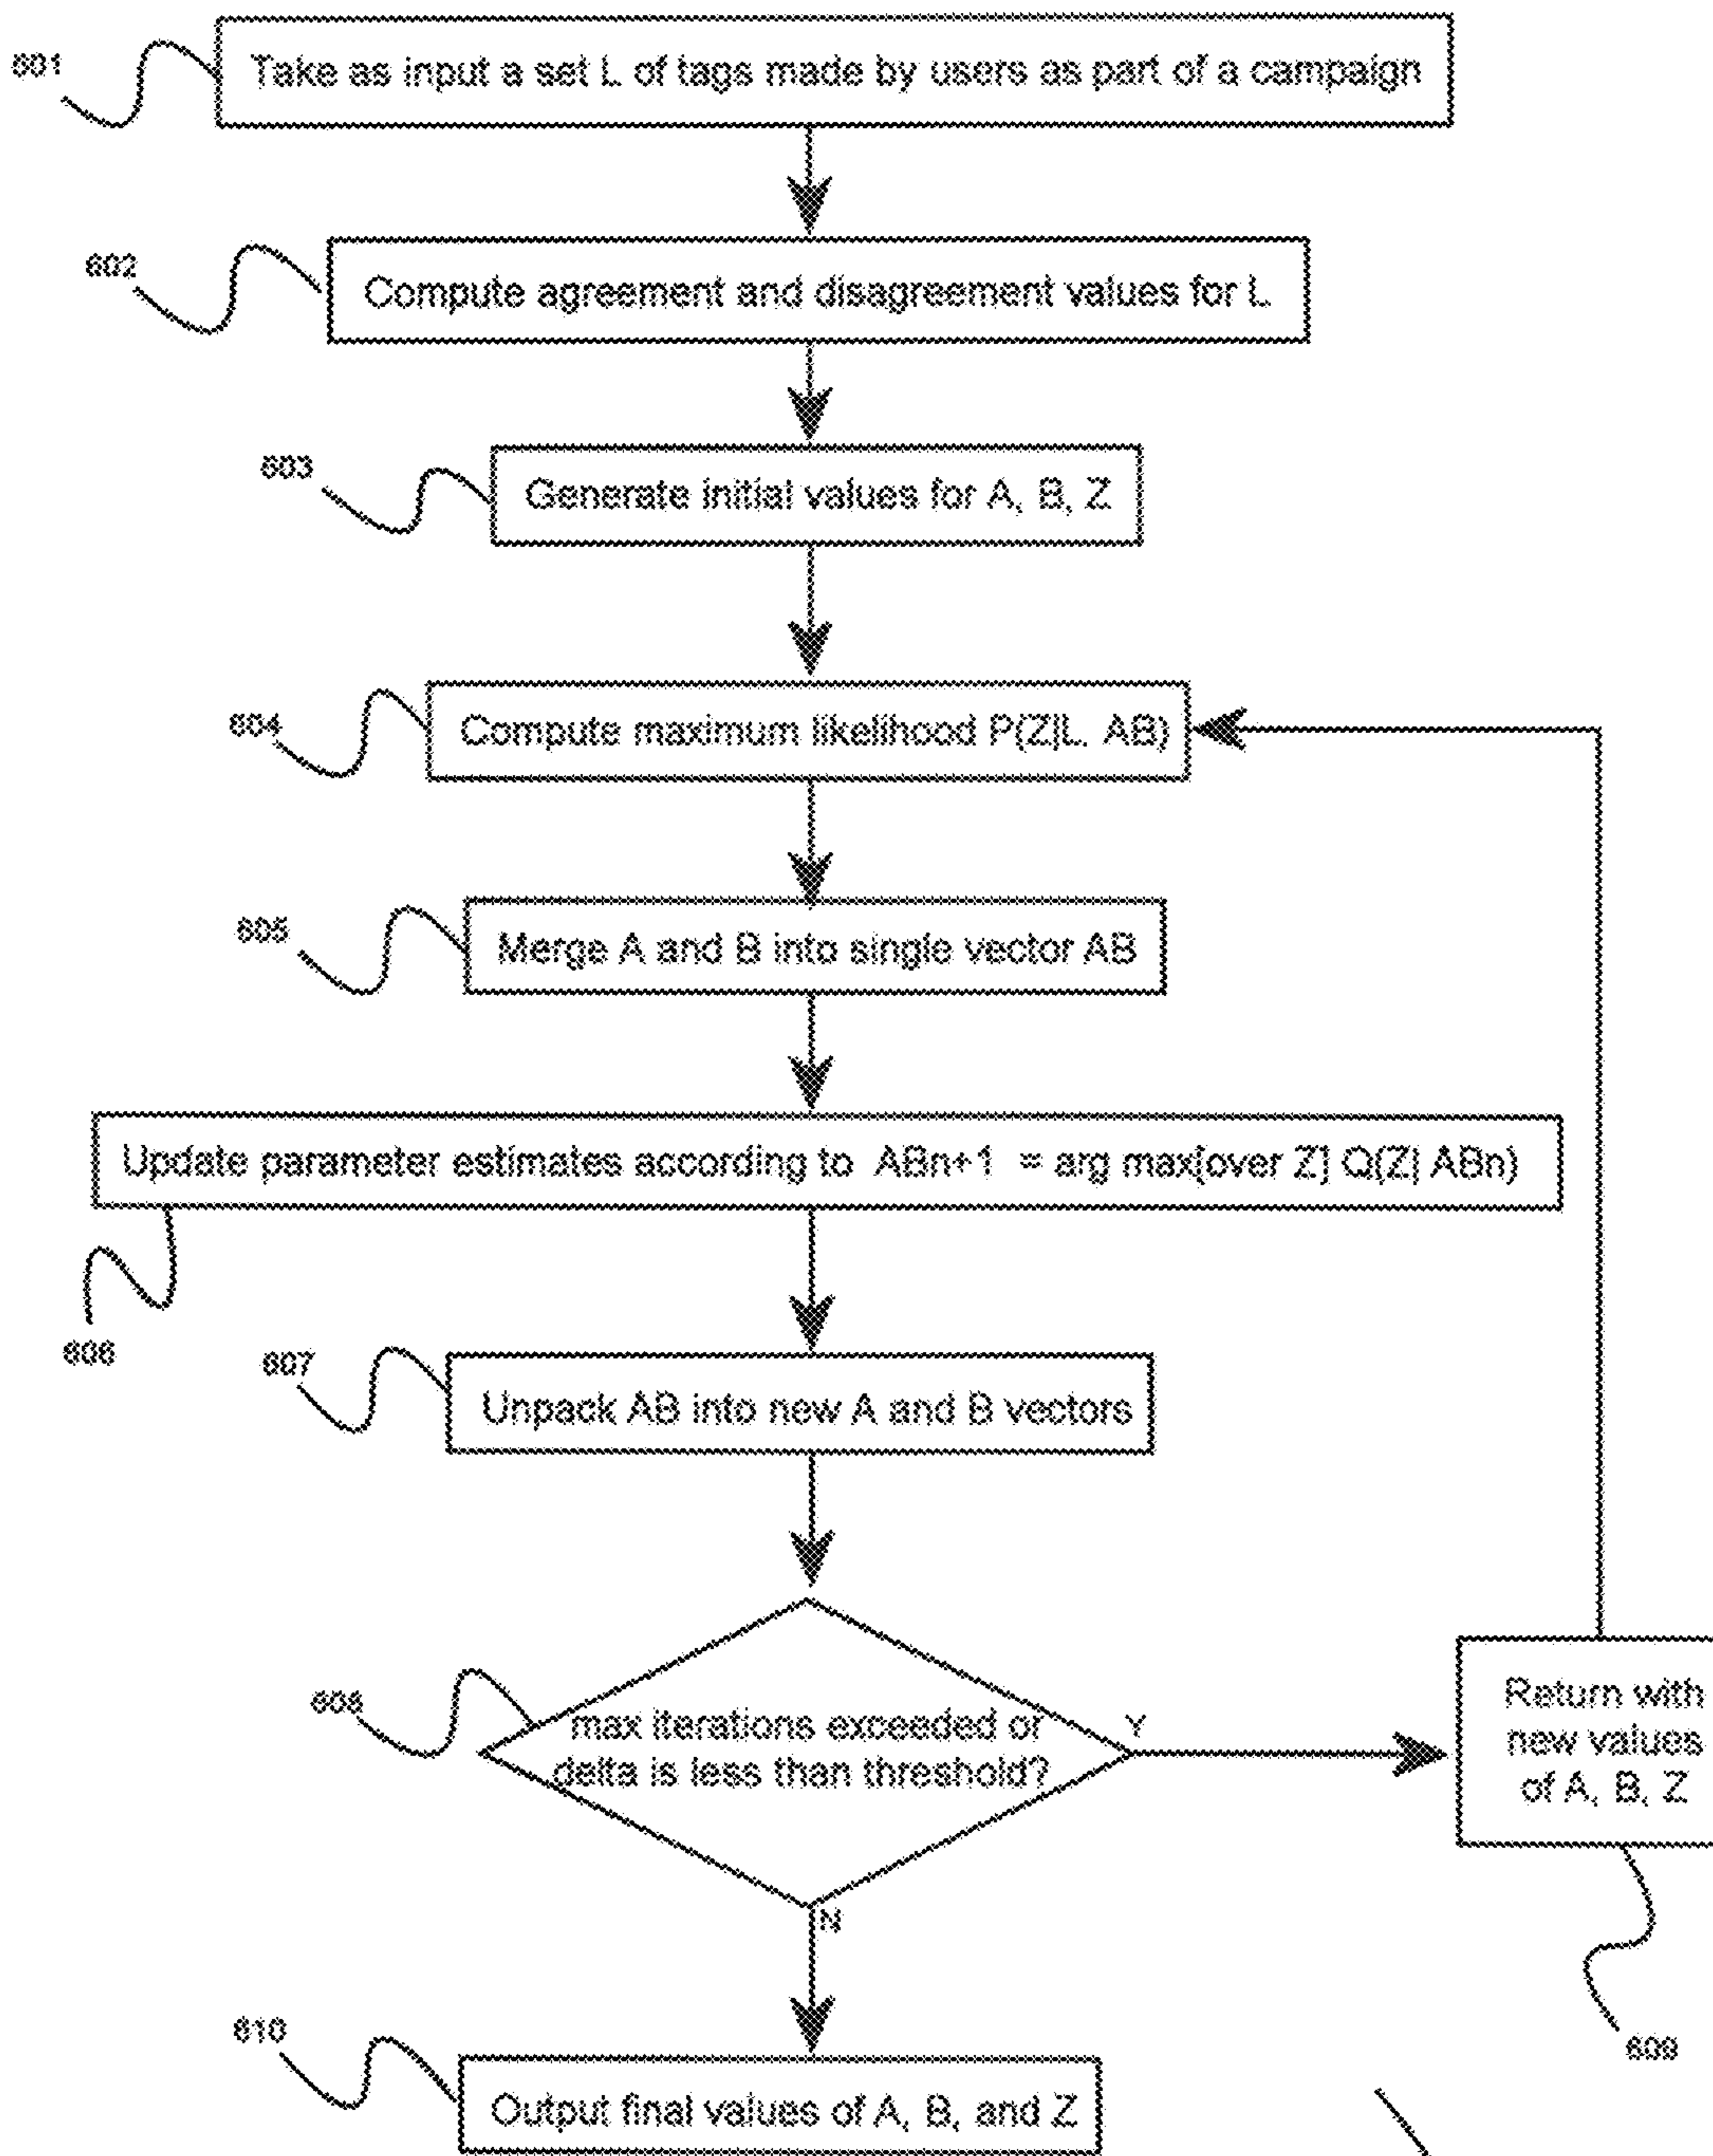 601
Take as input a set L of tags made by users as part of a campaign
602
Compute agreement and disagreement values for L
603
Generate initial values for A, B, Z
604
Compute maximum likelihood P(Z|L, AB)
605
Merge A and B into single vector AB
Update parameter estimates according to ABn+1 = arg max[over Z] Q(Z| ABn)
606
607
Unpack AB into new A and B vectors
608
max iterations exceeded or
delta is less than threshold?
Y
N
Return with
new values
of A, B, Z
609
610
Output final values of A, B, and Z